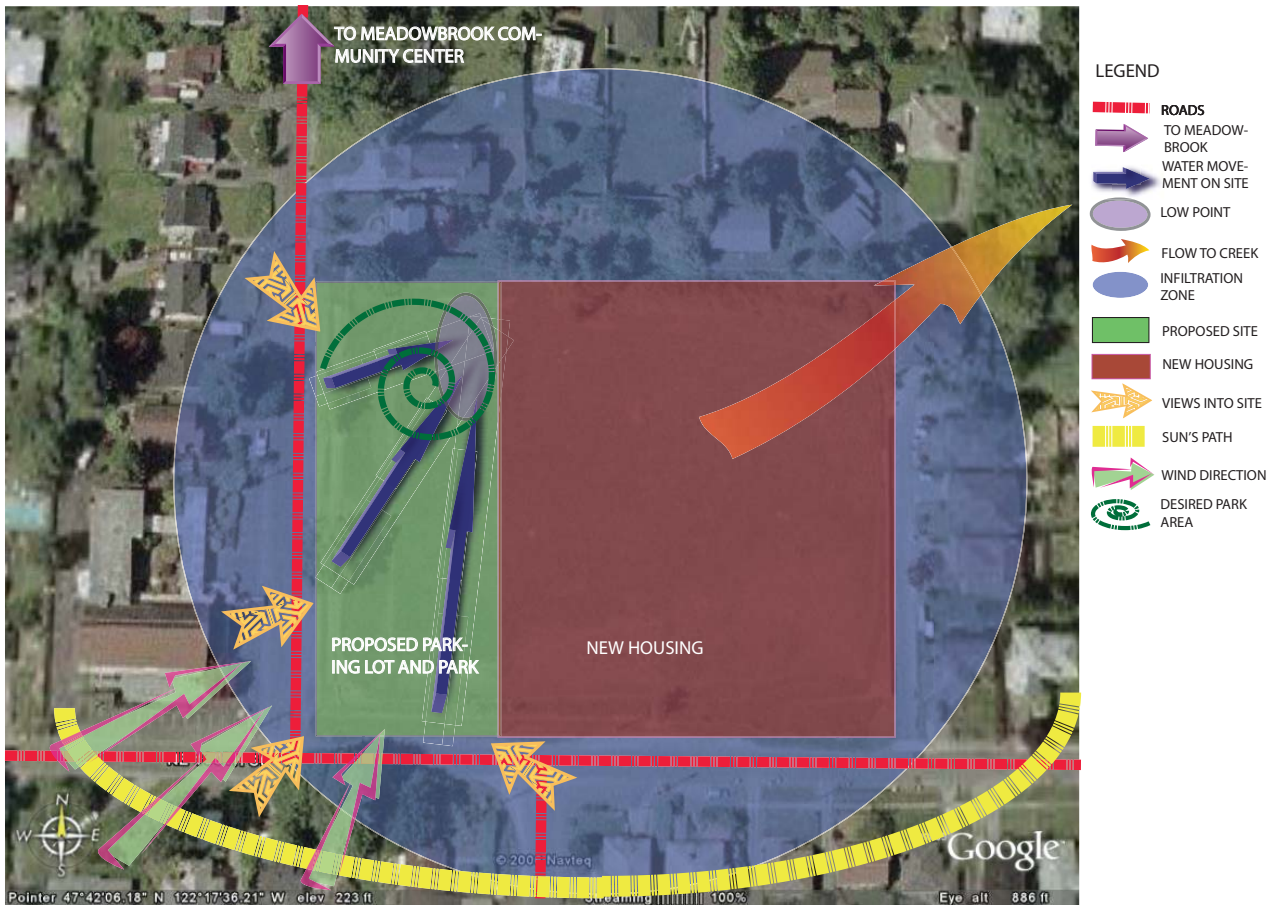 TO MEADOWBROOK COM-
MUNITY CENTER
LEGEND
ROADS
TO MEADOW-
BROOK
WATER MOVE-
MENT ON SITE
LOW POINT
FLOW TO CREEK
INFILTRATION
ZONE
PROPOSED SITE
NEW HOUSING
VIEWS INTO SITE
SUN'S PATH
WIND DIRECTION
DESIRED PARK
AREA
PROPOSED PARK-
ING LOT AND PARK
NEW HOUSING
N
W E
S
Google
Navteq
Pointer 47°42'06.18" N 122°17'36.21" W elev 223 ft Streaming 100% Eye alt 886 ft